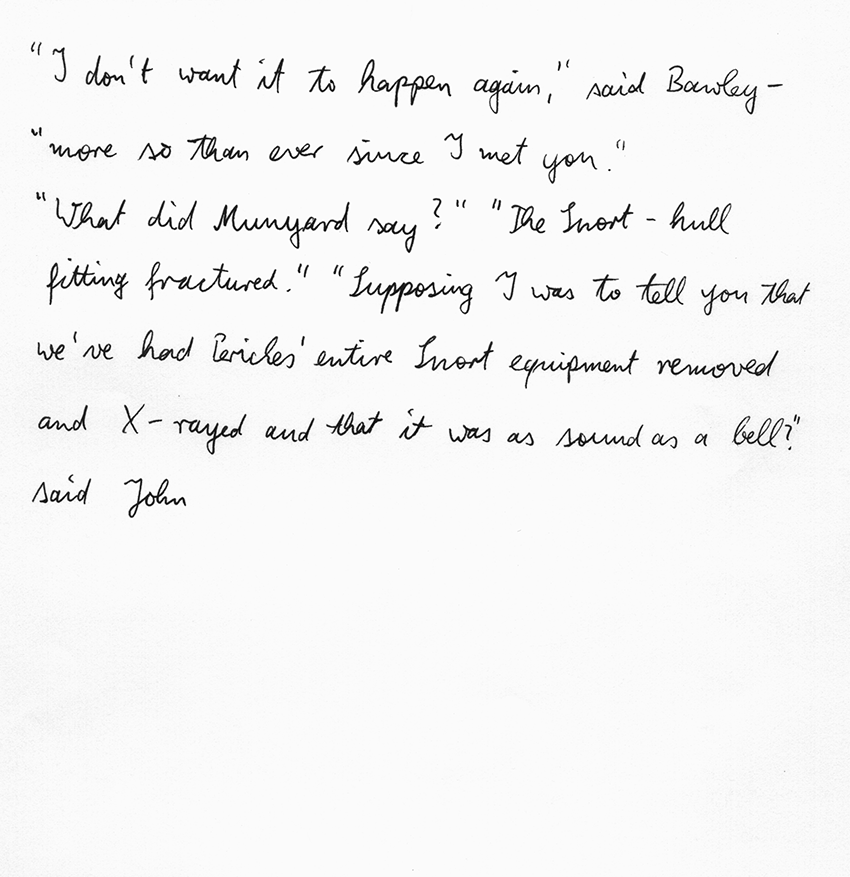 "I don't want it to happen again," said Bawley -
"more so than ever since I met you."
"What did Munyard say?" "The Snort - hull
fitting fractured." "Supposing I was to tell you that
we've had Pericles' entire Snort equipment removed
and X-rayed and that it was as sound as a bell?"
said John